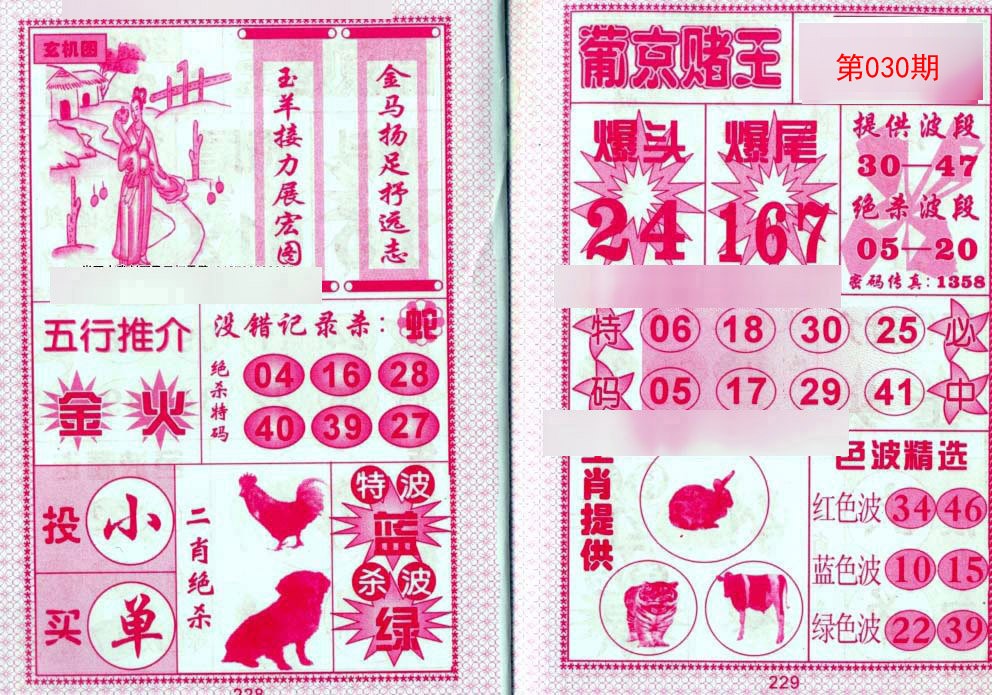 玄机图
金马扬足抒远志
玉羊接力展宏图
五行推介
金 火
没错记录杀：蛇
绝杀特码
04 16 28
40 39 27
投 小
买 单
二肖绝杀
特波
蓝
杀波
绿
228
葡京赌王
第030期
爆头
24
爆尾
167
提供波段
30—47
绝杀波段
05—20
密码传真：1358
特码
06 18 30 25
05 17 29 41
必中
肖提供
色波精选
红色波 34 46
蓝色波 10 15
绿色波 22 39
229